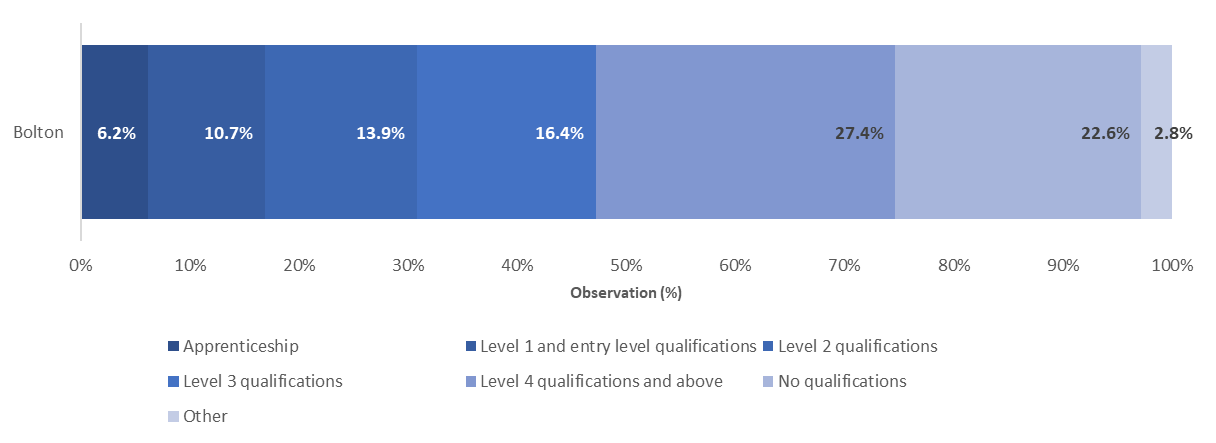 Bolton
6.2% 10.7% 13.9% 16.4% 27.4% 22.6% 2.8%
0% 10% 20% 30% 40% 50% 60% 70% 80% 90% 100%
Observation (%)
Apprenticeship Level 1 and entry level qualifications Level 2 qualifications
Level 3 qualifications Level 4 qualifications and above No qualifications
Other